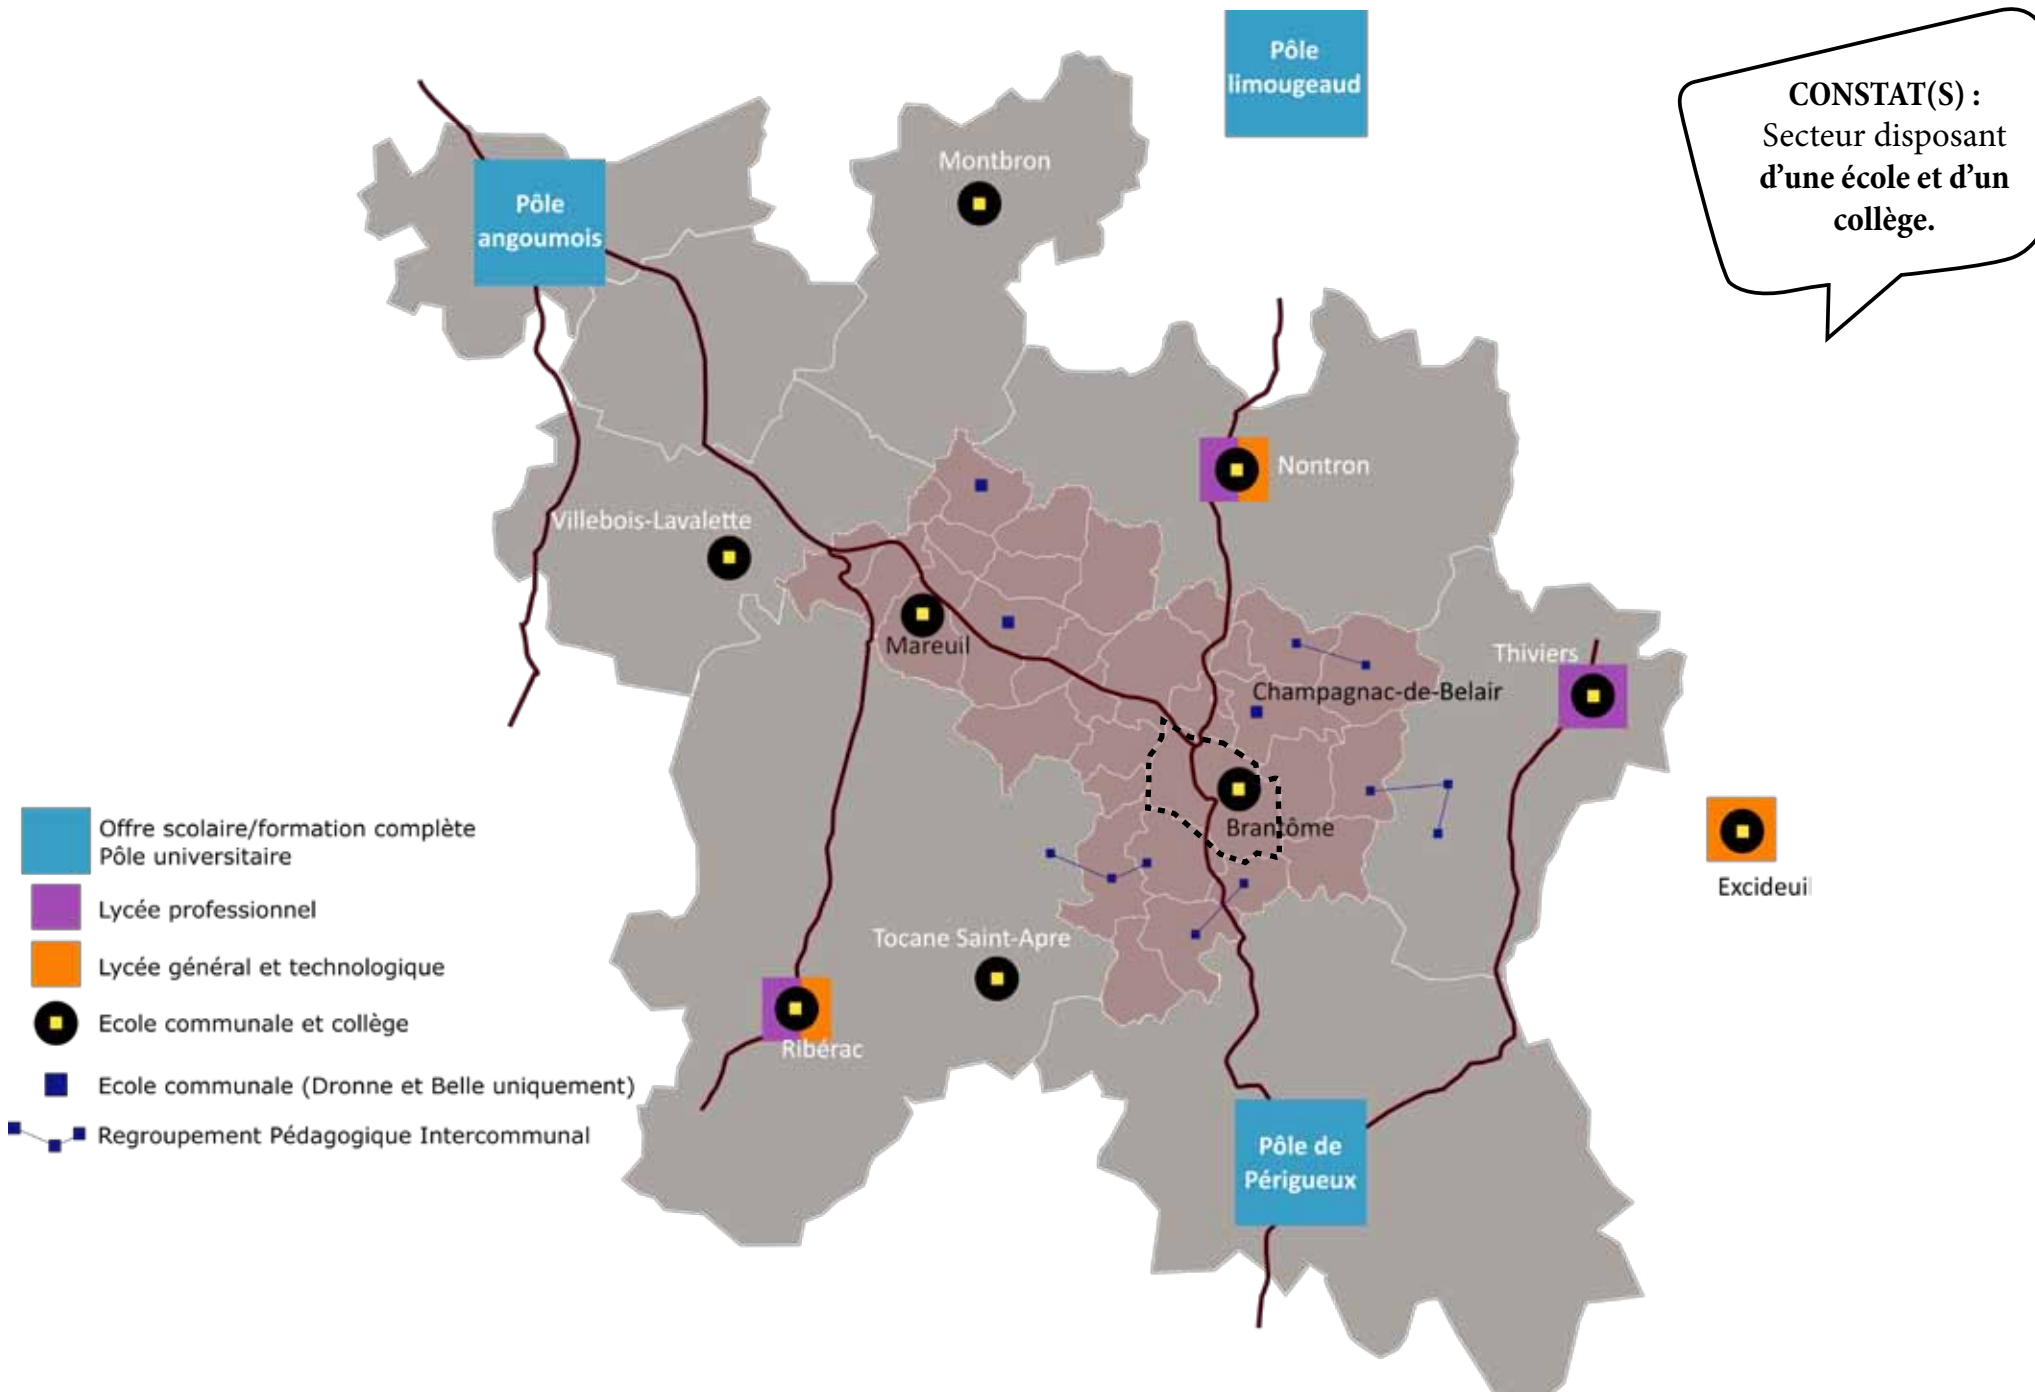 Pôle
limougeaud
CONSTAT(S) :
Secteur disposant
d’une école et d’un
collège.
Montbron
Pôle
angoumois
Nontron
Villebois-Lavalette
Mareuil
Thiviers
Champagnac-de-Belair
Brantôme
Excideuil
Tocane Saint-Apre
Ribérac
Pôle de
Périgueux
Offre scolaire/formation complète
Pôle universitaire
Lycée professionnel
Lycée général et technologique
Ecole communale et collège
Ecole communale (Dronne et Belle uniquement)
Regroupement Pédagogique Intercommunal